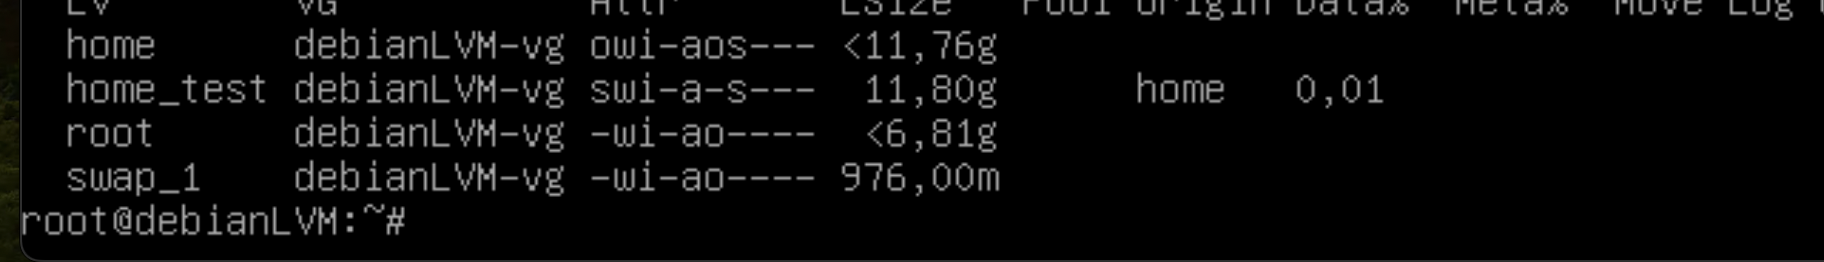 LV VG Attr LSize Pool Origin Data% Meta% Move Log
home debianLVM-vg owi-aos--- <11,76g
home_test debianLVM-vg swi-a-s--- 11,80g home 0,01
root debianLVM-vg -wi-ao---- <6,81g
swap_1 debianLVM-vg -wi-ao---- 976,00m
root@debianLVM:~#